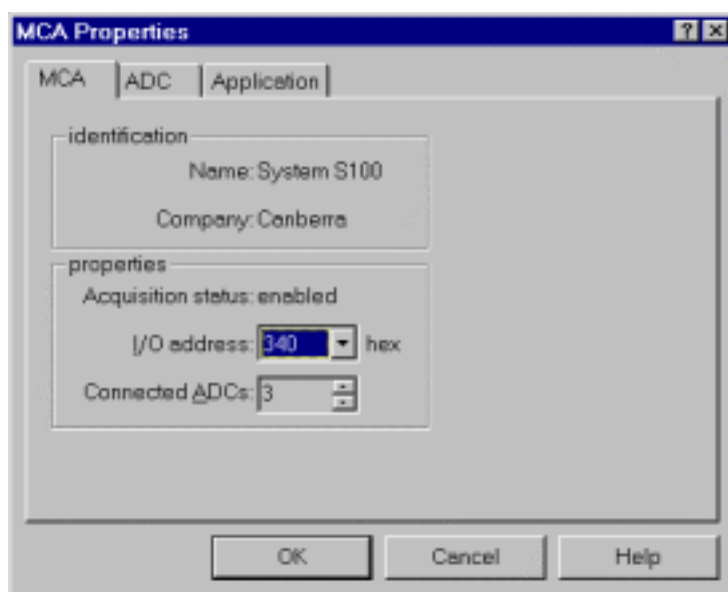 MCA Properties
MCA ADC Application
identification
Name: System S100
Company: Canberra
properties
Acquisition status: enabled
I/O address: 340 hex
Connected ADCs: 3
OK Cancel Help